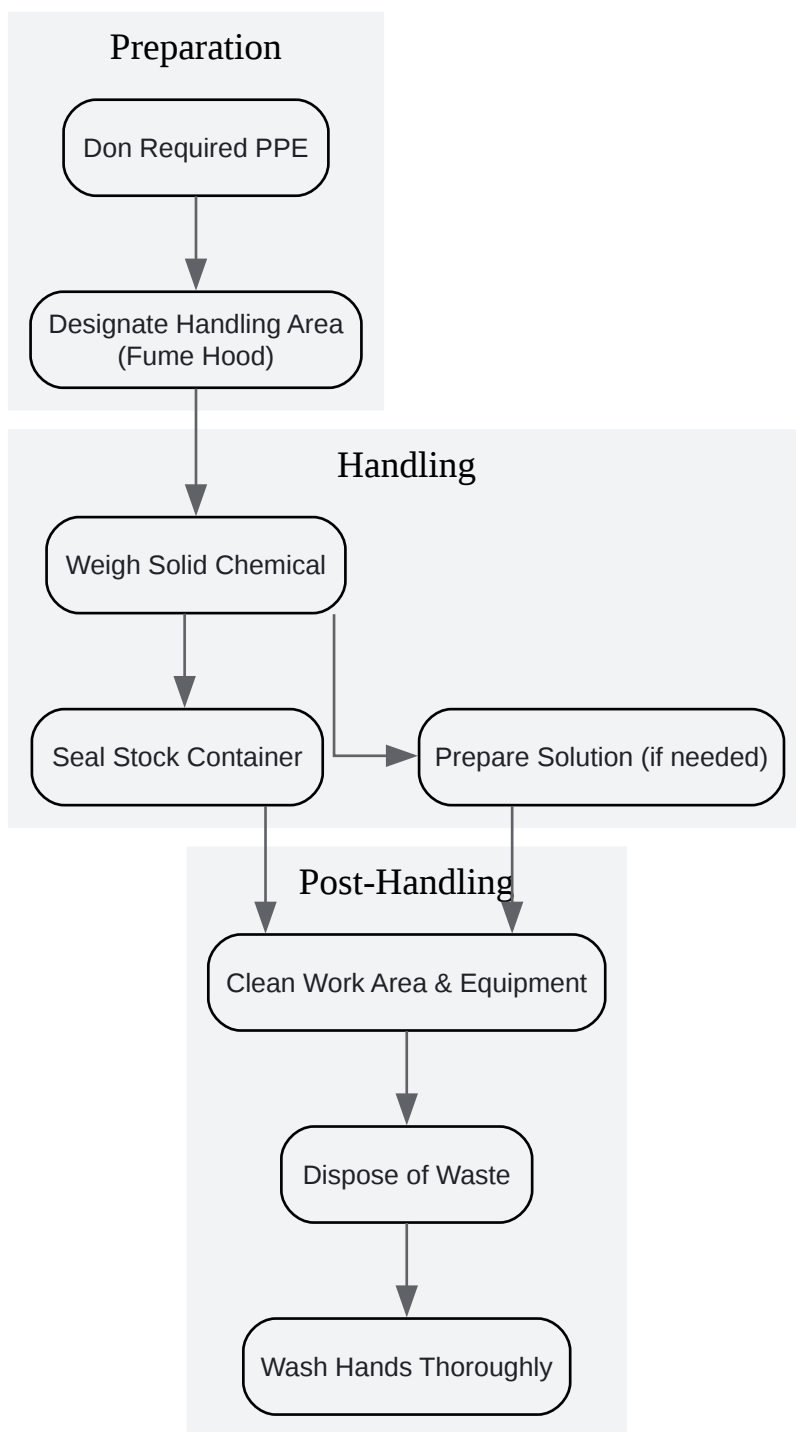 Preparation
Don Required PPE
Designate Handling Area
(Fume Hood)
Handling
Weigh Solid Chemical
Seal Stock Container
Prepare Solution (if needed)
Post-Handling
Clean Work Area & Equipment
Dispose of Waste
Wash Hands Thoroughly